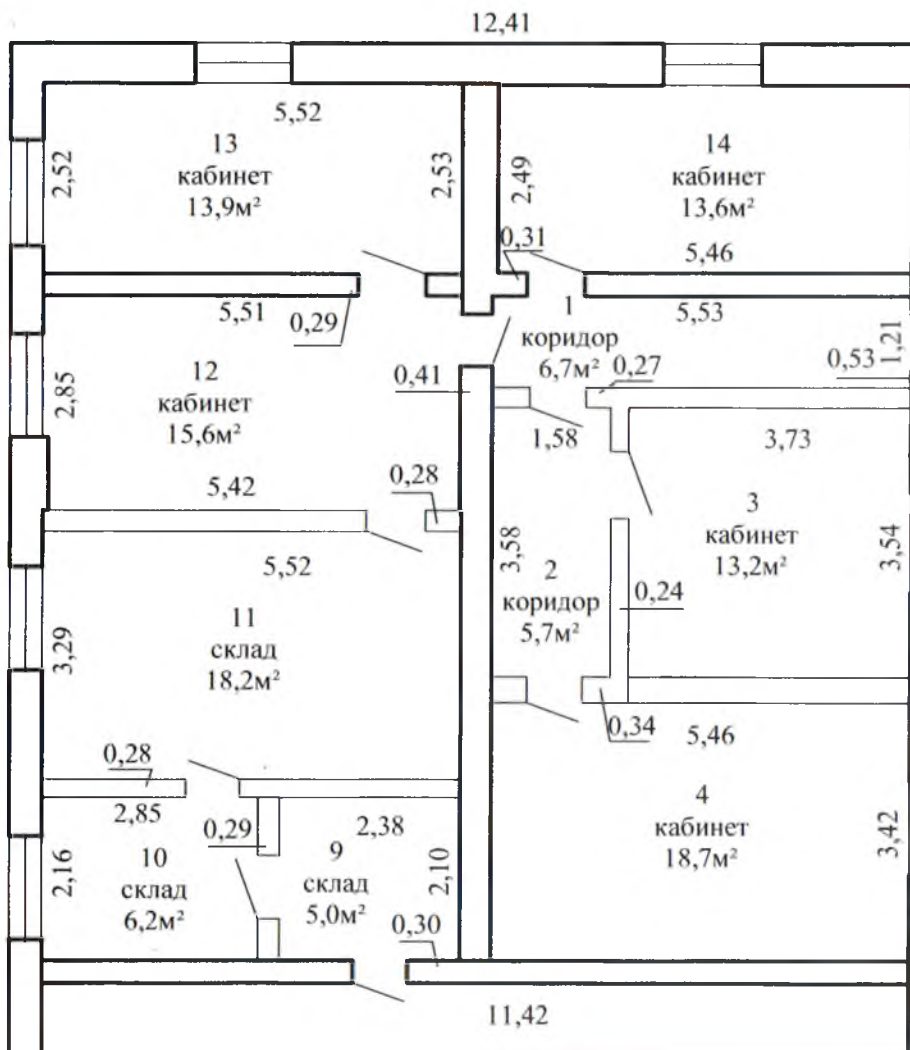 12,41
5,52
13
кабинет
13,9м²
2,52
2,53
2,49
14
кабинет
13,6м²
0,31
5,46
5,51
0,29
1
коридор
6,7м²
5,53
1,21
0,53
12
кабинет
15,6м²
2,85
0,41
0,27
1,58
3,73
5,42
0,28
3
кабинет
13,2м²
3,54
3,58
2
коридор
5,7м²
0,24
5,52
11
склад
18,2м²
3,29
0,34
5,46
0,28
2,85
0,29
2,38
4
кабинет
18,7м²
3,42
2,16
10
склад
6,2м²
9
склад
5,0м²
2,10
0,30
11,42